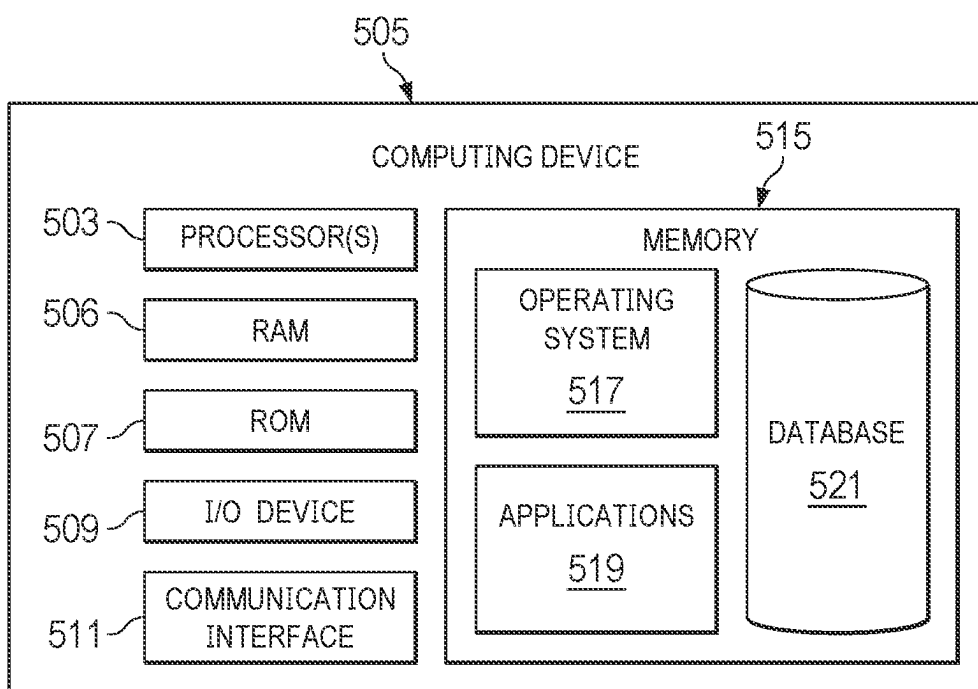 505
COMPUTING DEVICE
515
503
PROCESSOR(S)
506
RAM
507
ROM
509
I/O DEVICE
511
COMMUNICATION
INTERFACE
MEMORY
OPERATING
SYSTEM
517
APPLICATIONS
519
DATABASE
521